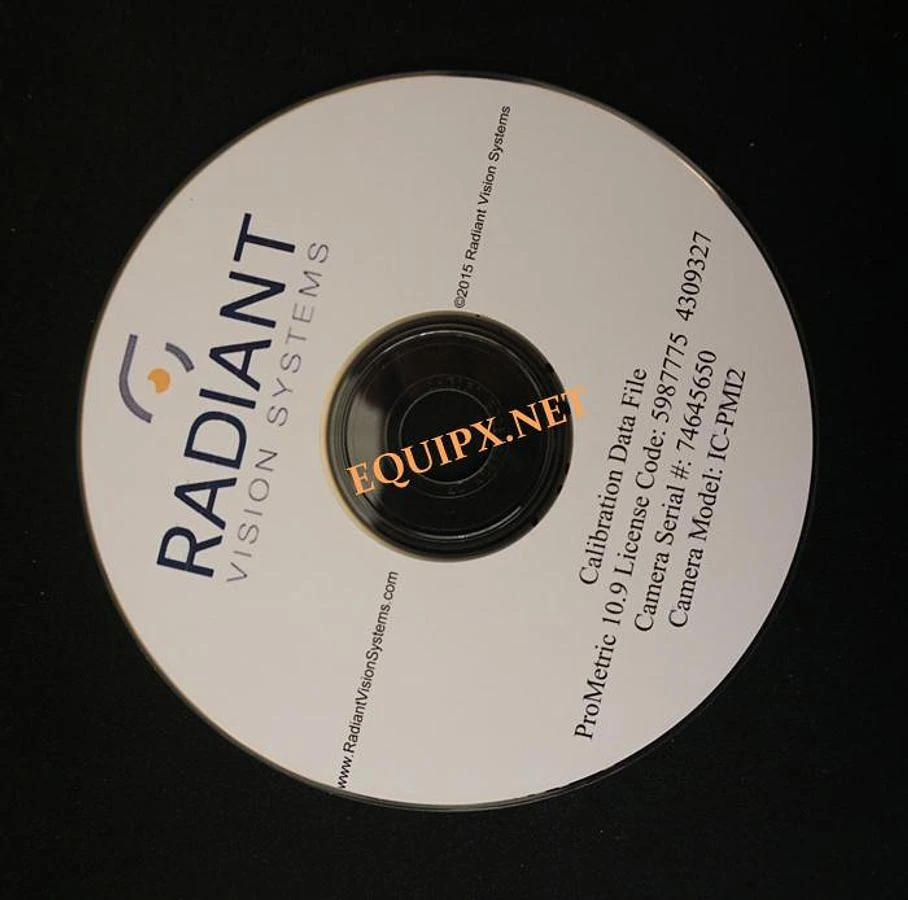 RADIANT
VISION SYSTEMS
www.RadiantVisionSystems.com
©2015 Radiant Vision Systems
EQUIPX.NET
Calibration Data File
ProMetric 10.9 License Code: 5987775 4309327
Camera Serial #: 74645650
Camera Model: IC-PMI2